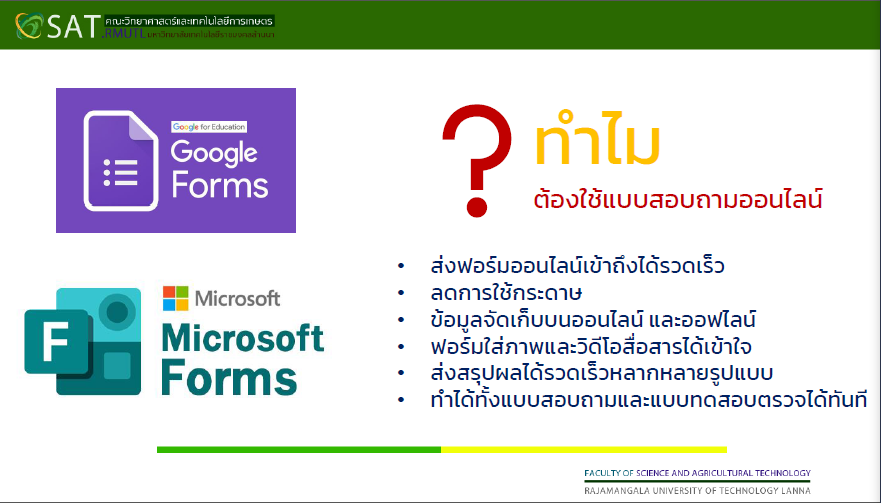 SAT คณะวิทยาศาสตร์และเทคโนโลยีการเกษตร
.RMUTL มหาวิทยาลัยเทคโนโลยีราชมงคลล้านนา
Google for Education
Google
Forms
? ทำไม
ต้องใช้แบบสอบถามออนไลน์
F
Microsoft
Microsoft
Forms
• ส่งฟอร์มออนไลน์เข้าถึงได้รวดเร็ว
• ลดการใช้กระดาษ
• ข้อมูลจัดเก็บบนออนไลน์ และออฟไลน์
• ฟอร์มใส่ภาพและวิดีโอสื่อสารได้เข้าใจ
• ส่งสรุปผลได้รวดเร็วหลากหลายรูปแบบ
• ทำได้ทั้งแบบสอบถามและแบบทดสอบตรวจได้ทันที
FACULTY OF SCIENCE AND AGRICULTURAL TECHNOLOGY
RAJAMANGALA UNIVERSITY OF TECHNOLOGY LANNA